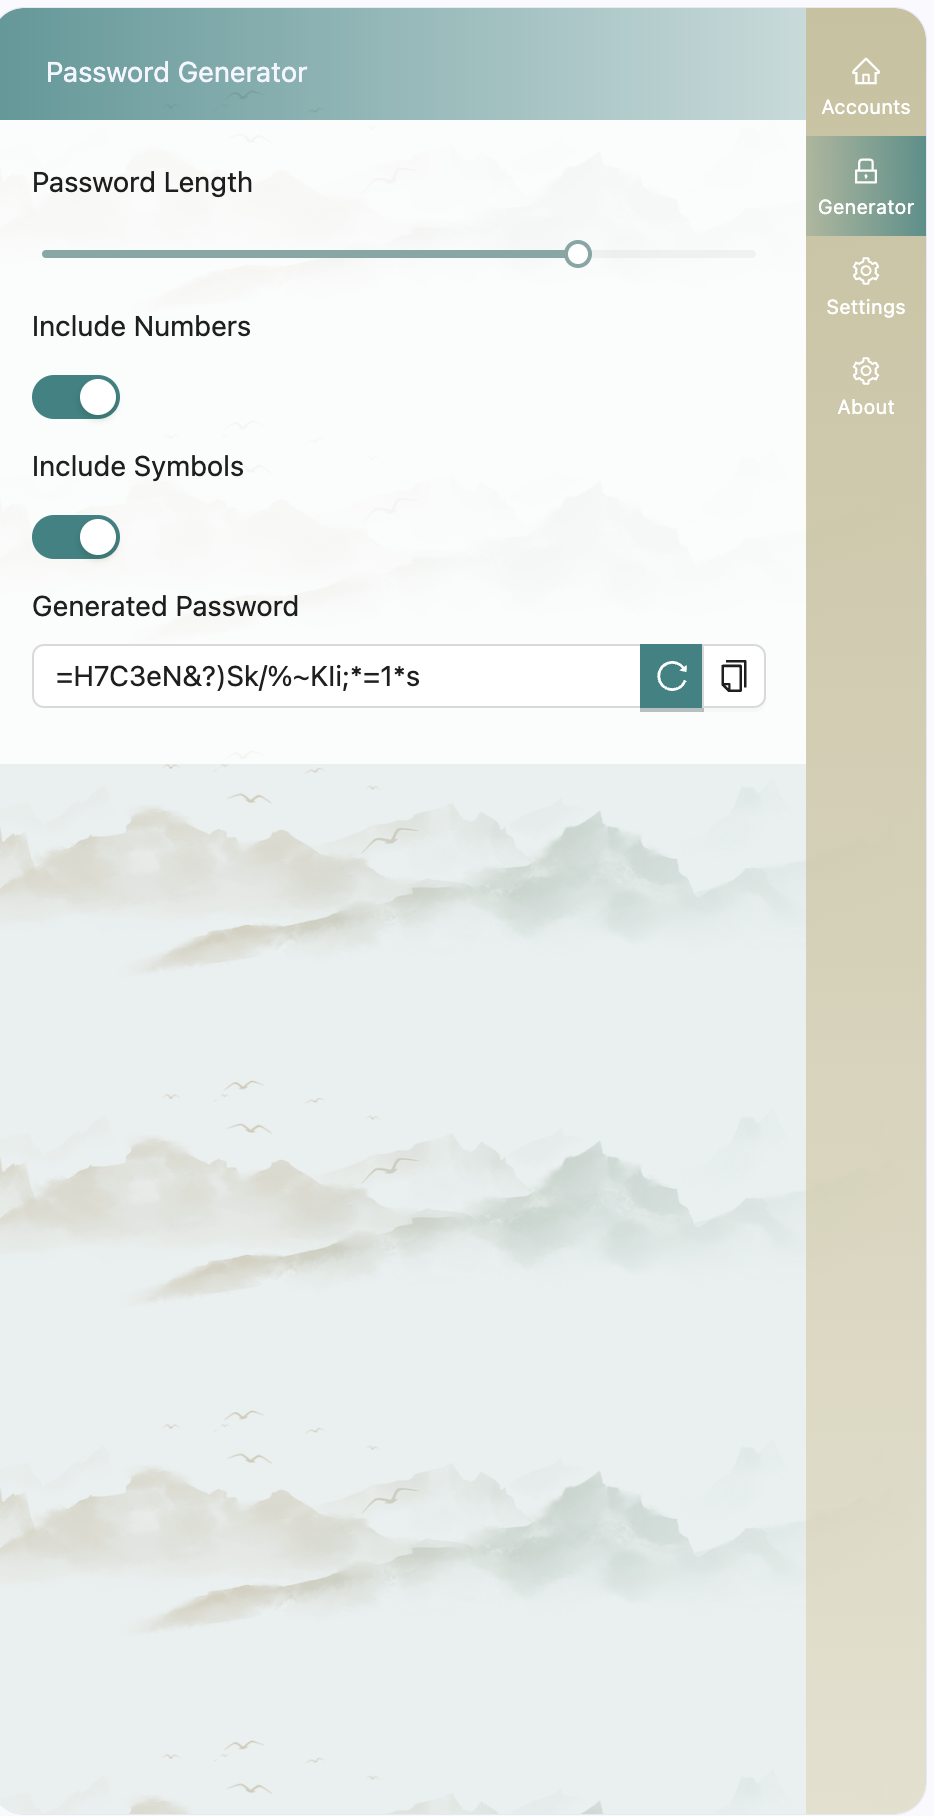 Password Generator
Accounts
Password Length
Generator
Settings
Include Numbers
About
Include Symbols
Generated Password
=H7C3eN&?)Sk/%~Kli;*=1*s